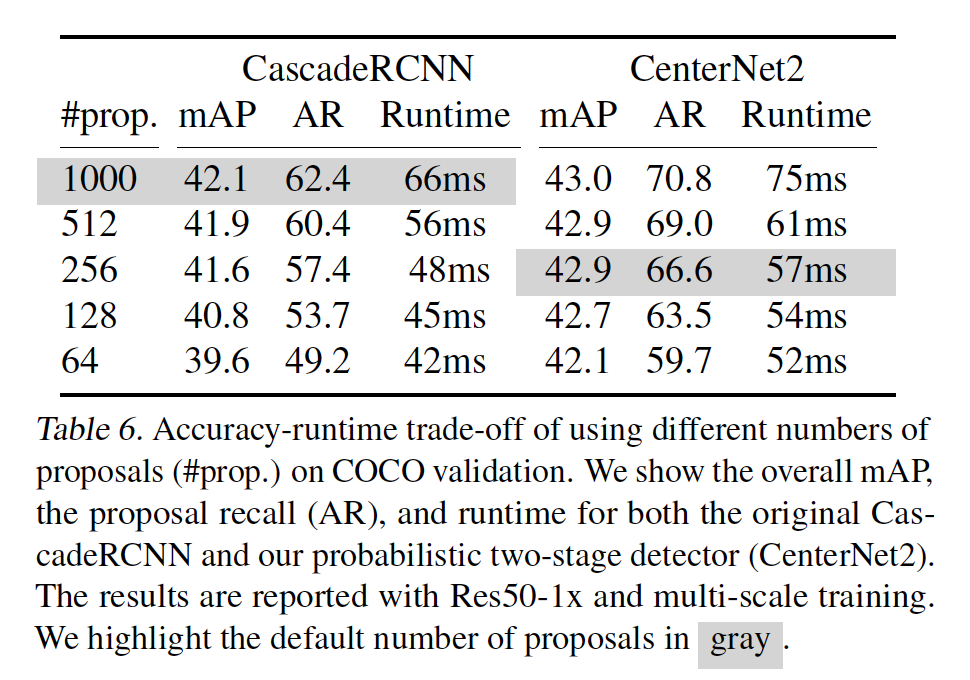 CascadeRCNN CenterNet2
#prop. mAP AR Runtime mAP AR Runtime
1000 42.1 62.4 66ms 43.0 70.8 75ms
512 41.9 60.4 56ms 42.9 69.0 61ms
256 41.6 57.4 48ms 42.9 66.6 57ms
128 40.8 53.7 45ms 42.7 63.5 54ms
64 39.6 49.2 42ms 42.1 59.7 52ms
Table 6. Accuracy-runtime trade-off of using different numbers of
proposals (#prop.) on COCO validation. We show the overall mAP,
the proposal recall (AR), and runtime for both the original Cas-
cadeRCNN and our probabilistic two-stage detector (CenterNet2).
The results are reported with Res50-1x and multi-scale training.
We highlight the default number of proposals in gray .